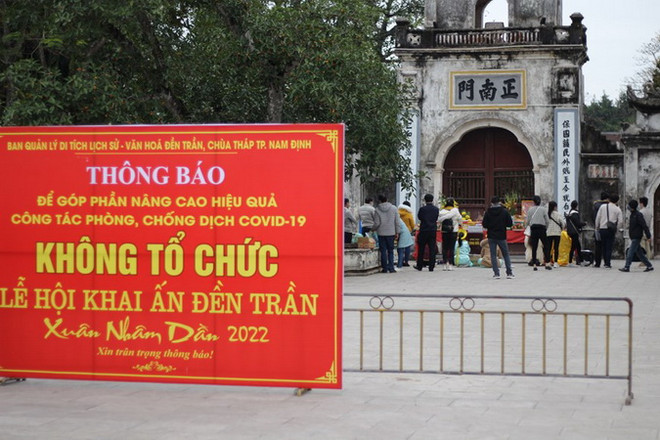 BAN QUẢN LÝ DI TÍCH LỊCH SỬ - VĂN HOÁ ĐỀN TRẦN, CHÙA THÁP TP. NAM ĐỊNH
THÔNG BÁO
ĐỂ GÓP PHẦN NÂNG CAO HIỆU QUẢ
CÔNG TÁC PHÒNG, CHỐNG DỊCH COVID-19
KHÔNG TỔ CHỨC
LỄ HỘI KHAI ẤN ĐỀN TRẦN
Xuân Nhâm Dần 2022
Xin trân trọng thông báo!
門南正